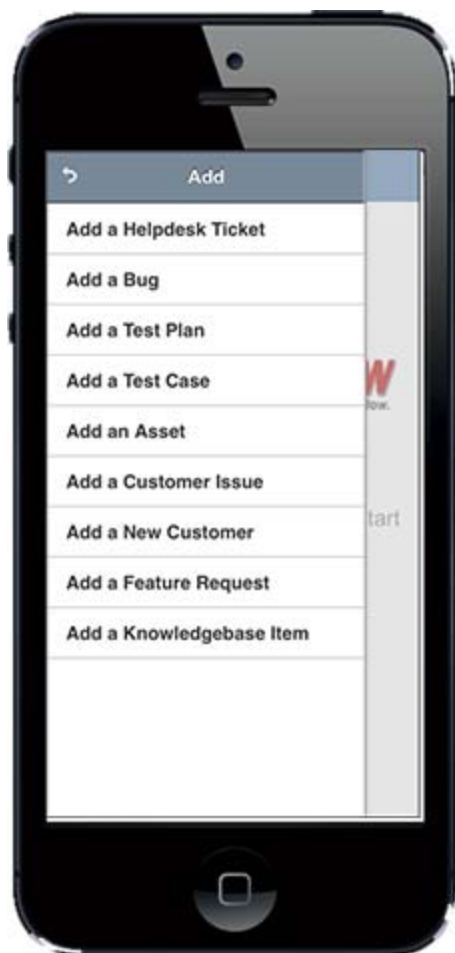 Add
Add a Helpdesk Ticket
Add a Bug
Add a Test Plan
Add a Test Case
Add an Asset
Add a Customer Issue
Add a New Customer
Add a Feature Request
Add a Knowledgebase Item
W
low.
tart